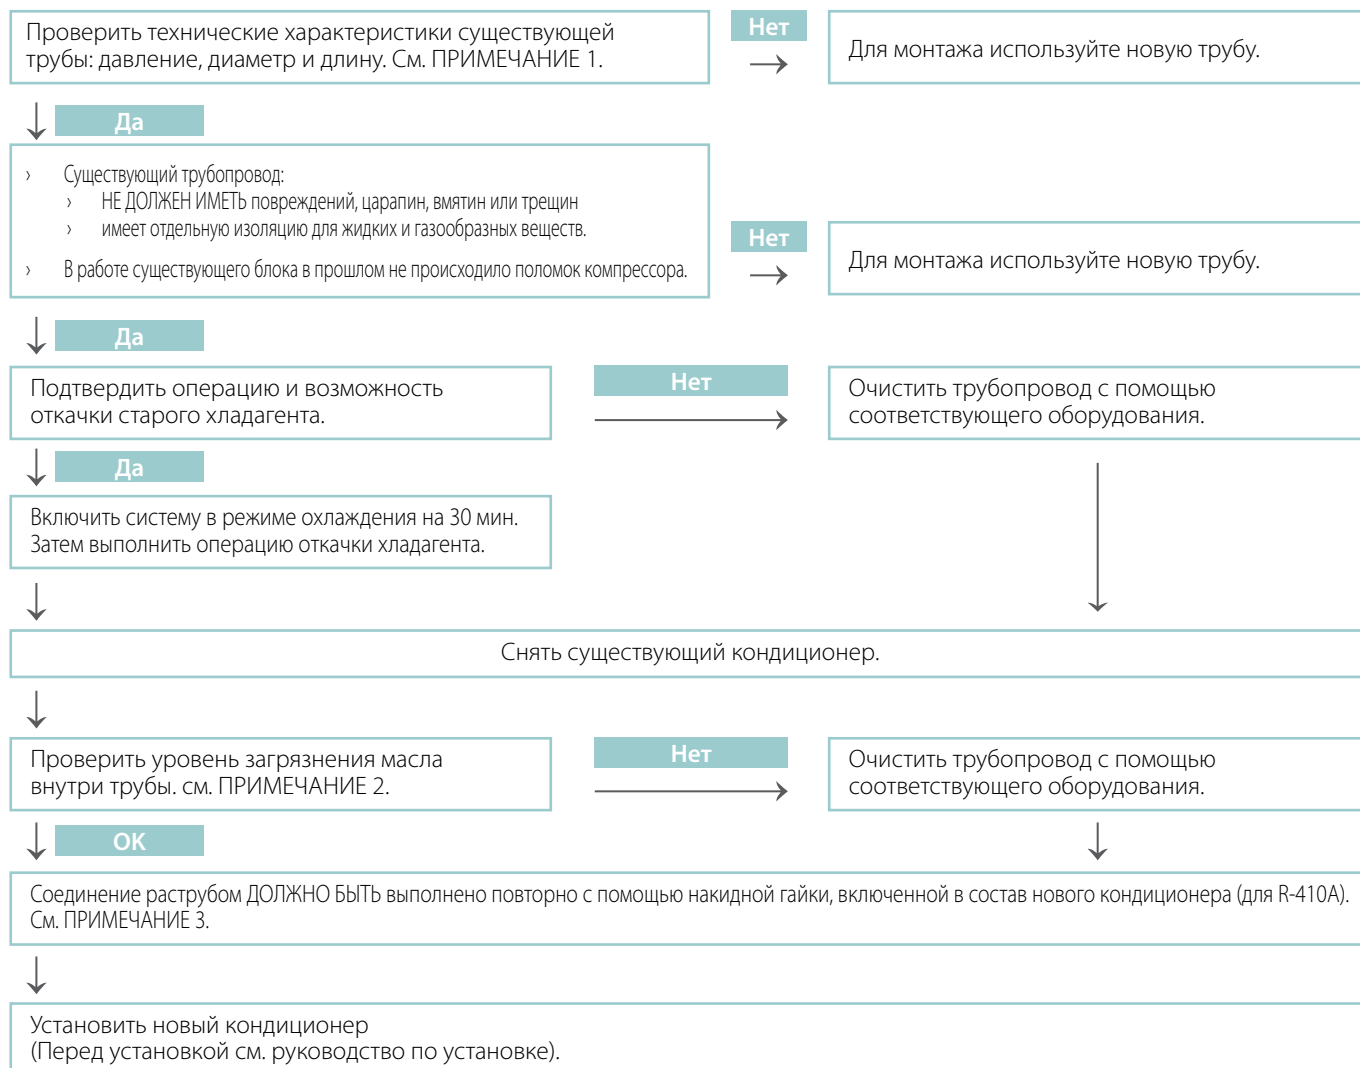 Проверить технические характеристики существующей
трубы: давление, диаметр и длину. См. ПРИМЕЧАНИЕ 1.
Нет
Для монтажа используйте новую трубу.
Да
› Существующий трубопровод:
› НЕ ДОЛЖЕН ИМЕТЬ повреждений, царапин, вмятин или трещин
› имеет отдельную изоляцию для жидких и газообразных веществ.
› В работе существующего блока в прошлом не происходило поломок компрессора.
Нет
Для монтажа используйте новую трубу.
Да
Подтвердить операцию и возможность
откачки старого хладагента.
Нет
Очистить трубопровод с помощью
соответствующего оборудования.
Да
Включить систему в режиме охлаждения на 30 мин.
Затем выполнить операцию откачки хладагента.
Снять существующий кондиционер.
Проверить уровень загрязнения масла
внутри трубы. см. ПРИМЕЧАНИЕ 2.
Нет
Очистить трубопровод с помощью
соответствующего оборудования.
ОК
Соединение раструбом ДОЛЖНО БЫТЬ выполнено повторно с помощью накидной гайки, включенной в состав нового кондиционера (для R-410A).
См. ПРИМЕЧАНИЕ 3.
Установить новый кондиционер
(Перед установкой см. руководство по установке).